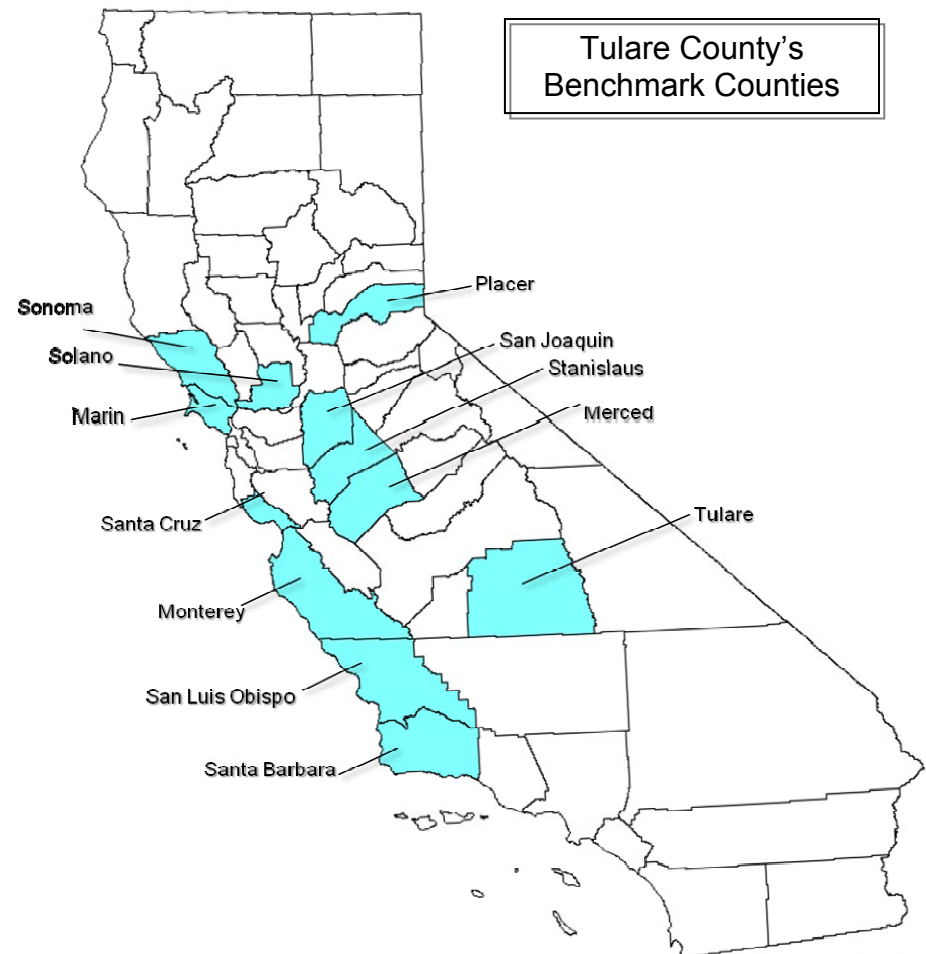 Tulare County’s
Benchmark Counties
Placer
Sonoma
San Joaquin
Solano
Stanislaus
Merced
Marin
Tulare
Santa Cruz
Monterey
San Luis Obispo
Santa Barbara